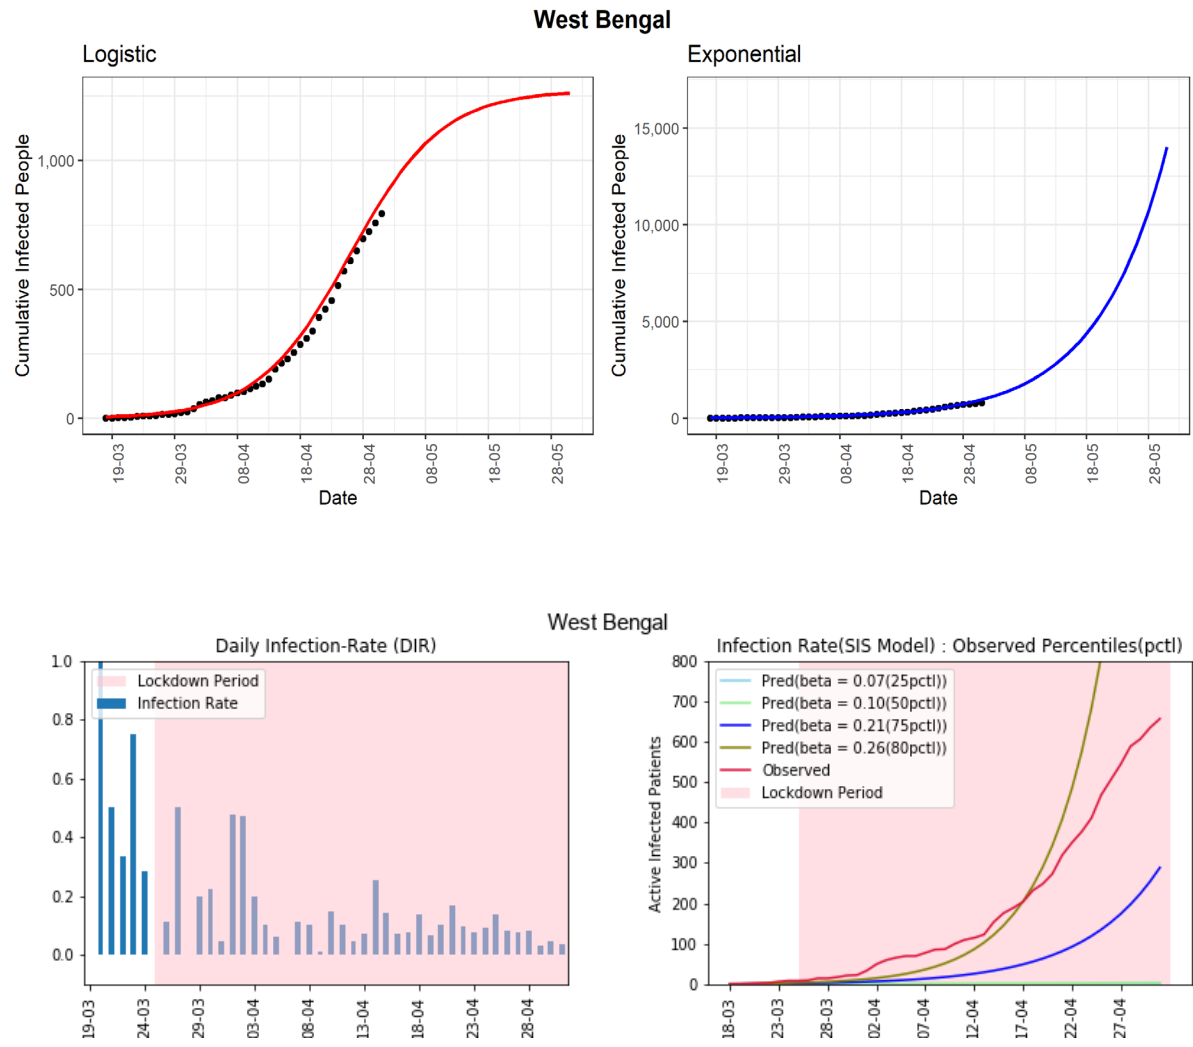 West Bengal
Logistic
Exponential
Cumulative Infected People
1,000
500
0
19-03
29-03
08-04
18-04
28-04
08-05
18-05
28-05
Date
Cumulative Infected People
15,000
10,000
5,000
0
19-03
29-03
08-04
18-04
28-04
08-05
18-05
28-05
Date
West Bengal
Daily Infection-Rate (DIR)
1.0
0.8
0.6
0.4
0.2
0.0
Lockdown Period
Infection Rate
19-03
24-03
29-03
03-04
08-04
13-04
18-04
23-04
28-04
Infection Rate(SIS Model) : Observed Percentiles(pctl)
Active Infected Patients
800
700
600
500
400
300
200
100
0
Pred(beta = 0.07(25pctl))
Pred(beta = 0.10(50pctl))
Pred(beta = 0.21(75pctl))
Pred(beta = 0.26(80pctl))
Observed
Lockdown Period
18-03
23-03
28-03
02-04
07-04
12-04
17-04
22-04
27-04